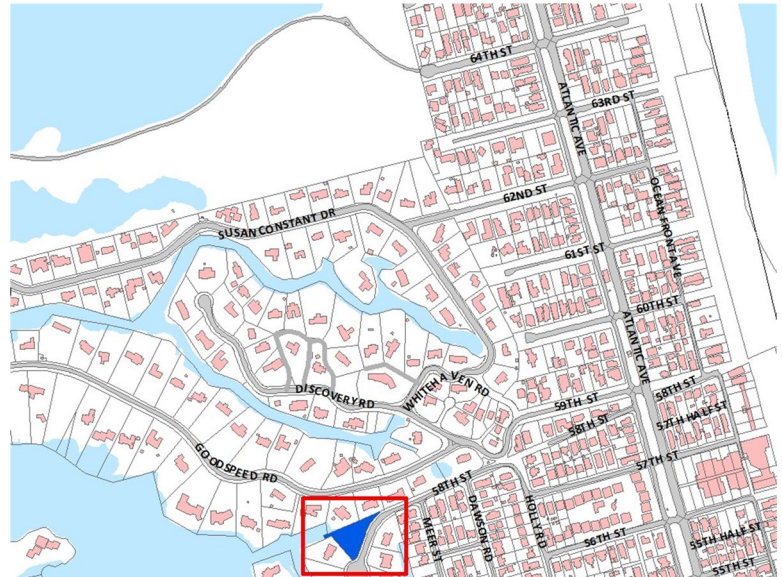 64TH ST
63RD ST
ATLANTIC AVE
62ND ST
OCEAN FRONT AVE
SUSAN CONSTANT DR
61ST ST
60TH ST
ATLANTIC AVE
DISCOVERY RD
WHITEHAVEN RD
59TH ST
58TH ST
58TH ST
57TH HALF ST
57TH ST
GOODSPEED RD
58TH ST
MEER ST
DAWSON RD
HOLLY RD
56TH ST
55TH HALF ST
55TH ST